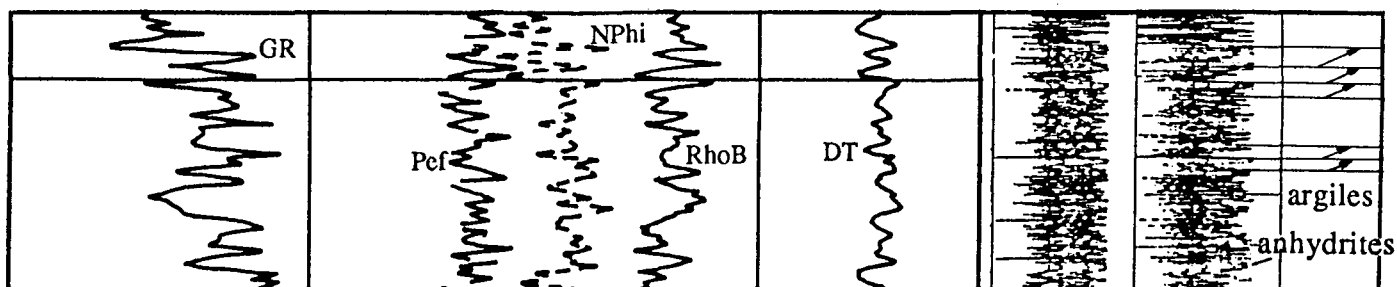 GR
NPhi
Pef
RhoB
DT
argiles
anhydrites